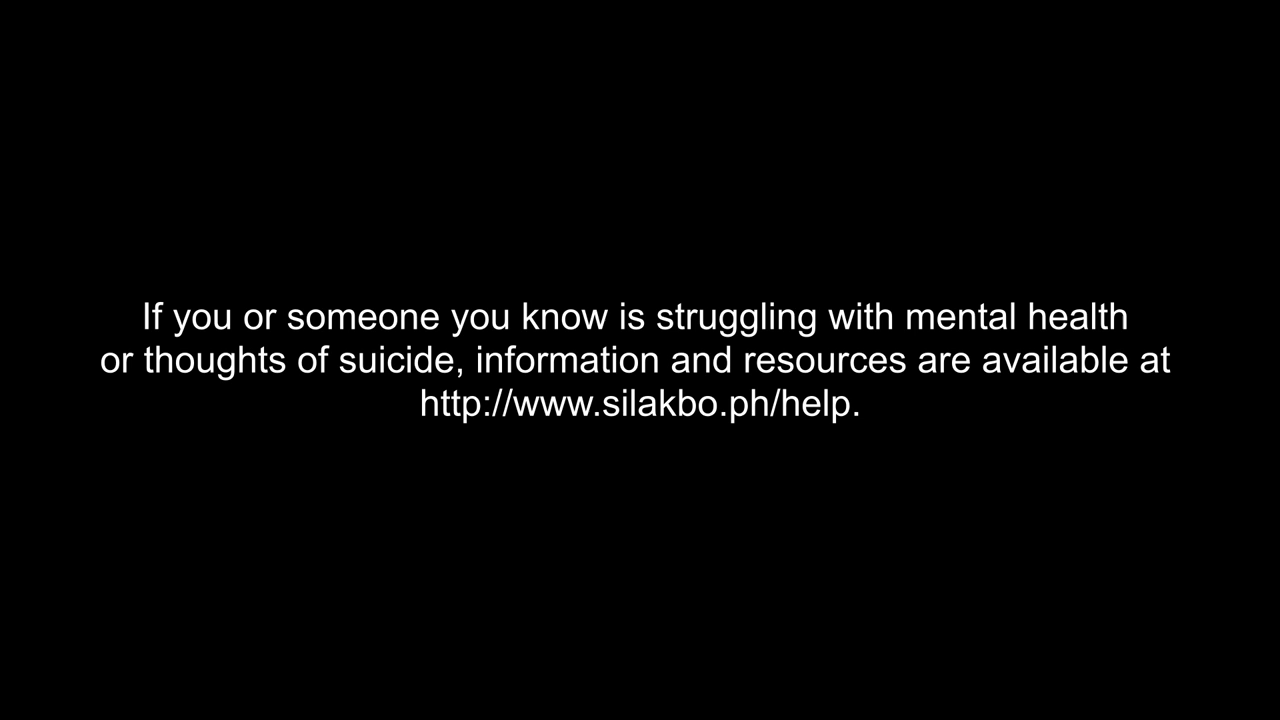 If you or someone you know is struggling with mental health
or thoughts of suicide, information and resources are available at
http://www.silakbo.ph/help.